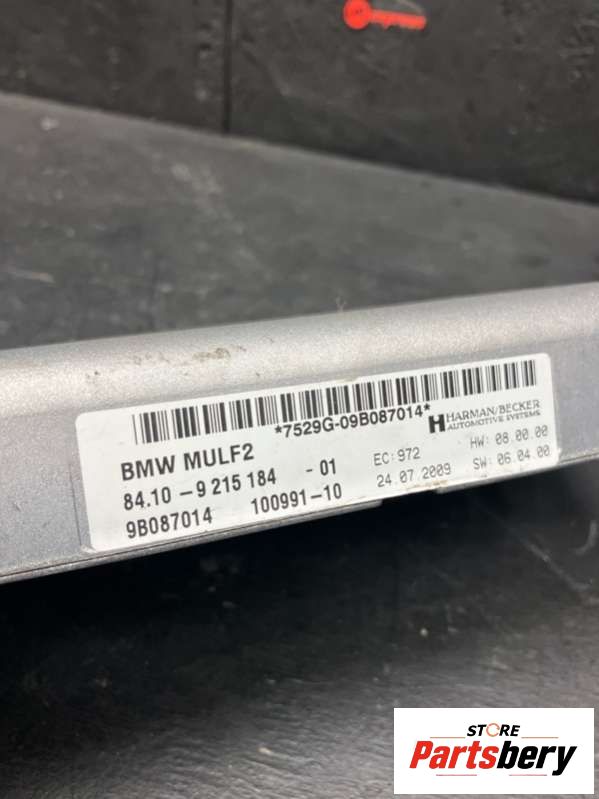 *7529G-09B087014*
HARMAN/BECKER
AUTOMOTIVE SYSTEMS
BMW MULF2
84.10 - 9 215 184 - 01
9B087014 100991-10
EC: 972
24.07.2009
HW: 08.00.00
SW: 06.04.00
STORE
Partsbery